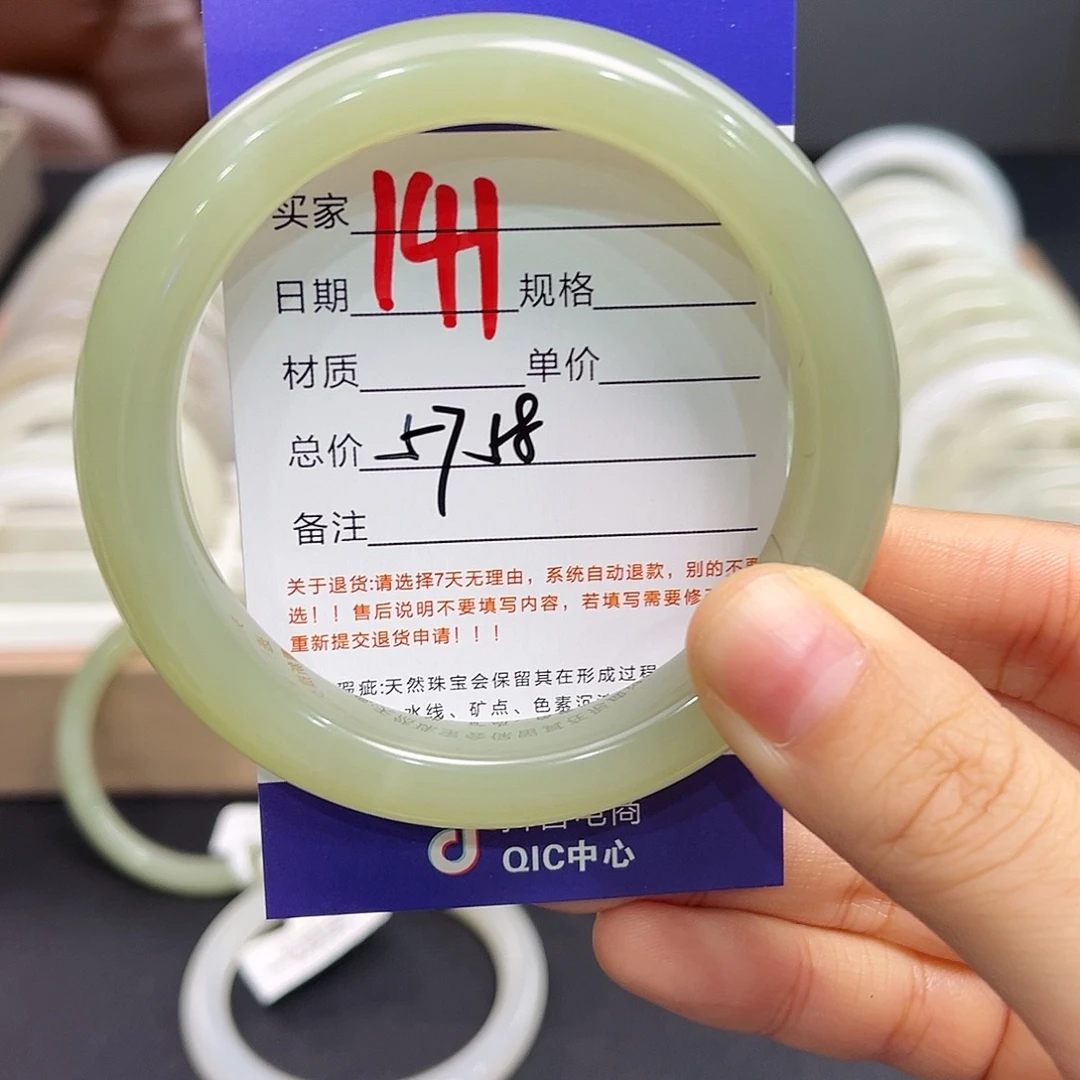 买家 141
日期 规格
材质 单价
总价 5758
备注
关于退货:请选择7天无理由，系统自动退款，别的不要
选！！售后说明不要填写内容，若填写需要修
重新提交退货申请！！！
瑕疵:天然珠宝会保留其在形成过程
水线、矿点、色素沉
电商
QIC中心